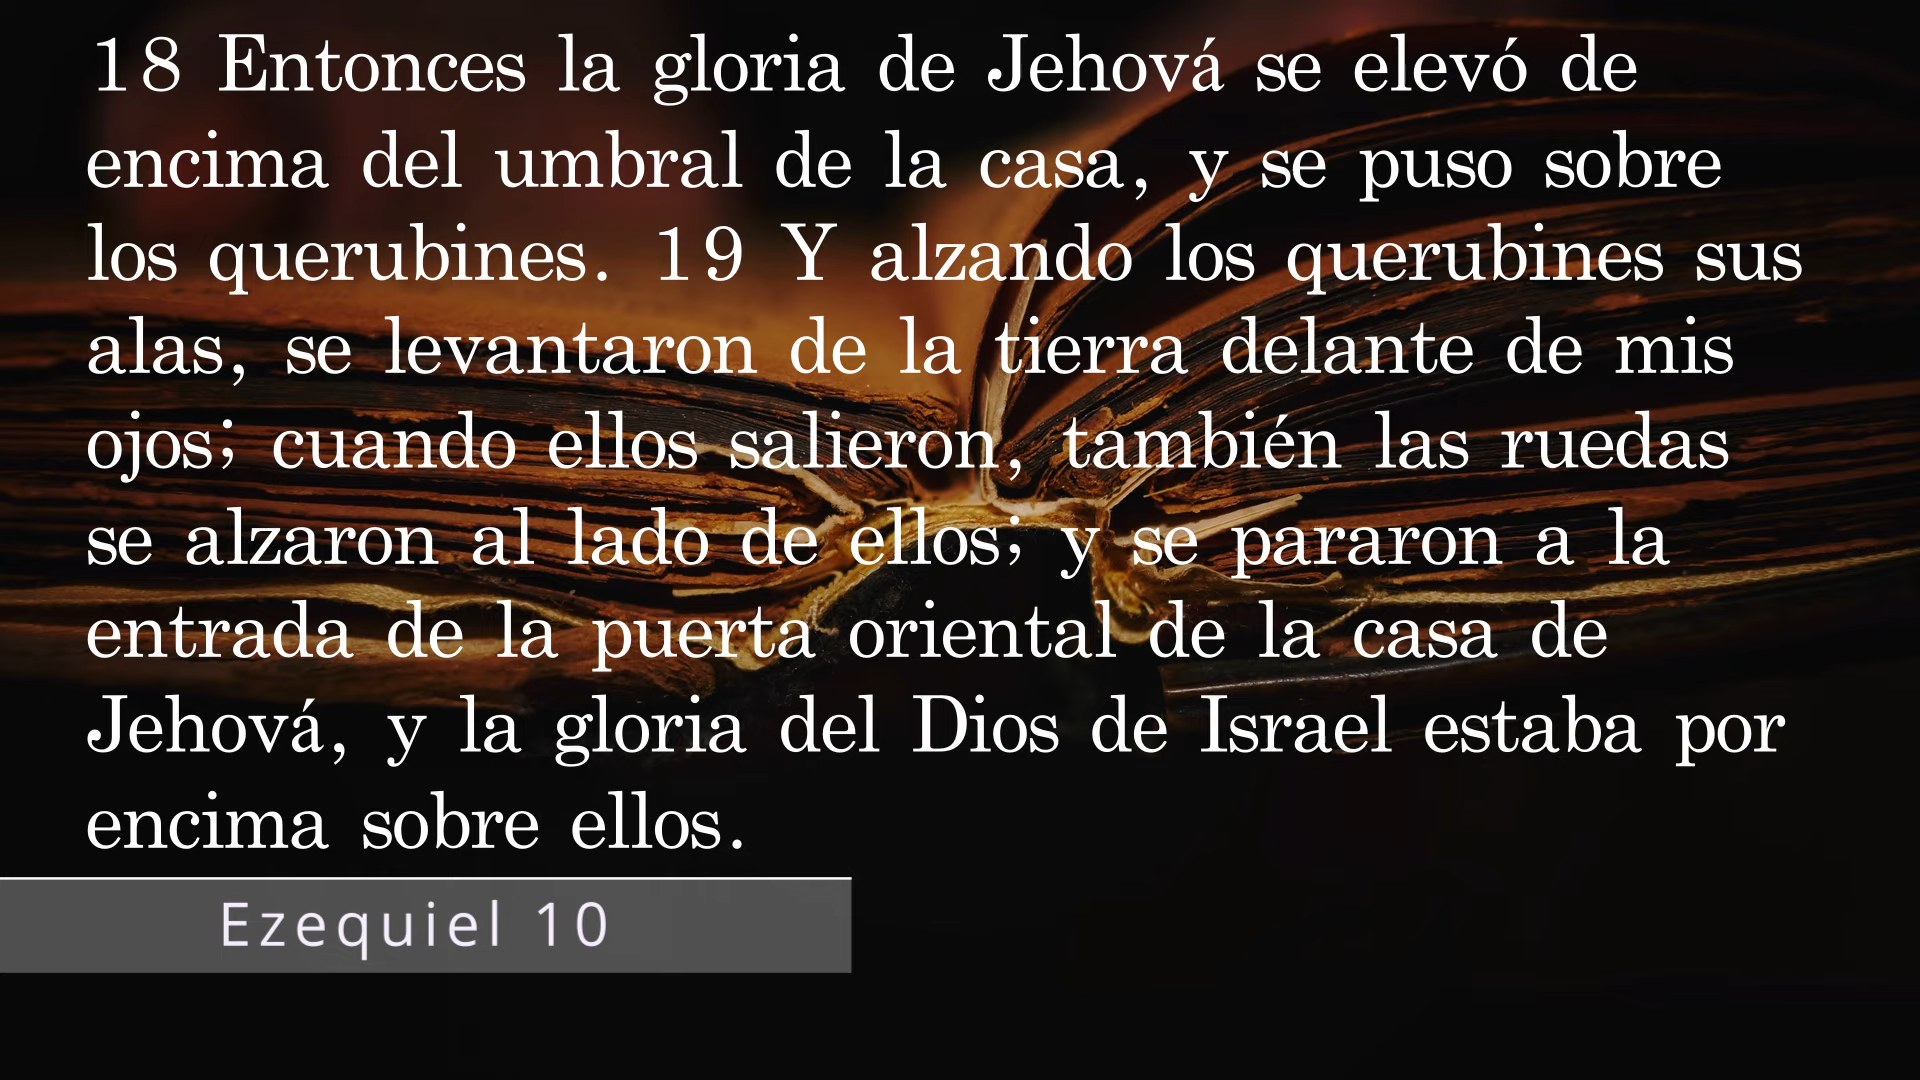 18 Entonces la gloria de Jehová se elevó de
encima del umbral de la casa, y se puso sobre
los querubines. 19 Y alzando los querubines sus
alas, se levantaron de la tierra delante de mis
ojos; cuando ellos salieron, también las ruedas
se alzaron al lado de ellos; y se pararon a la
entrada de la puerta oriental de la casa de
Jehová, y la gloria del Dios de Israel estaba por
encima sobre ellos.
Ezequiel 10